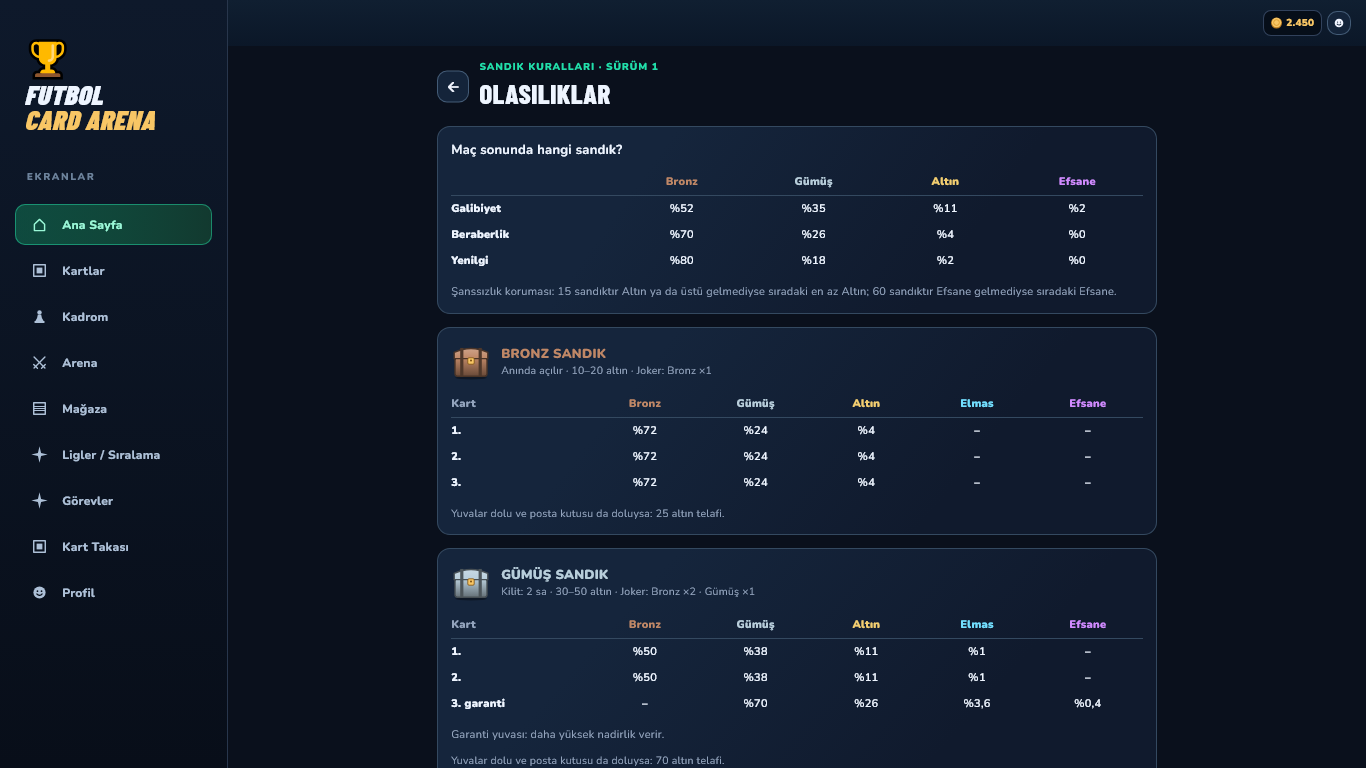 2.450
FUTBOL
CARD ARENA
EKRANLAR
Ana Sayfa
Kartlar
Kadrom
Arena
Mağaza
Ligler / Sıralama
Görevler
Kart Takası
Profil
SANDIK KURALLARI · SÜRÜM 1
OLASILIKLAR
Maç sonunda hangi sandık?
Bronz Gümüş Altın Efsane
Galibiyet %52 %35 %11 %2
Beraberlik %70 %26 %4 %0
Yenilgi %80 %18 %2 %0
Şanssızlık koruması: 15 sandıktır Altın ya da üstü gelmediyse sıradaki en az Altın; 60 sandıktır Efsane gelmediyse sıradaki Efsane.
BRONZ SANDIK
Anında açılır · 10–20 altın · Joker: Bronz ×1
Kart Bronz Gümüş Altın Elmas Efsane
1. %72 %24 %4 – –
2. %72 %24 %4 – –
3. %72 %24 %4 – –
Yuvalar dolu ve posta kutusu da doluysa: 25 altın telafi.
GÜMÜŞ SANDIK
Kilit: 2 sa · 30–50 altın · Joker: Bronz ×2 · Gümüş ×1
Kart Bronz Gümüş Altın Elmas Efsane
1. %50 %38 %11 %1 –
2. %50 %38 %11 %1 –
3. garanti – %70 %26 %3,6 %0,4
Garanti yuvası: daha yüksek nadirlik verir.
Yuvalar dolu ve posta kutusu da doluysa: 70 altın telafi.